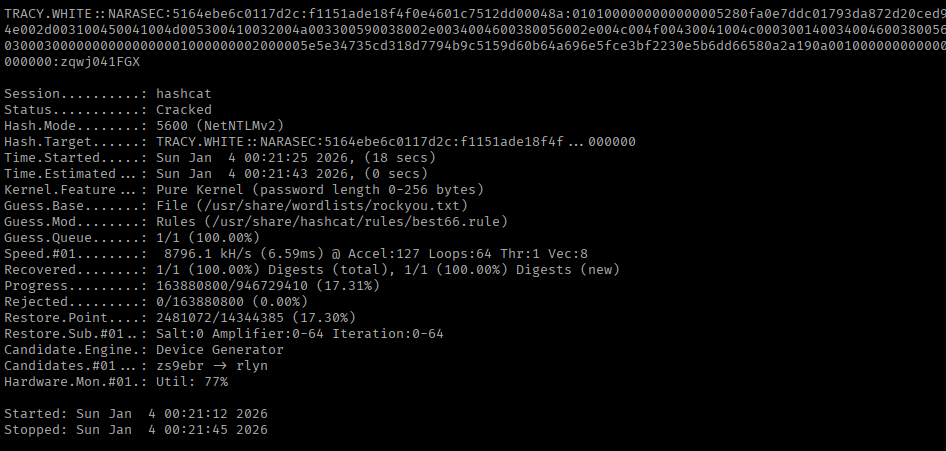 TRACY.WHITE::NARASEC:5164ebe6c0117d2c:f1151ade18f4f0e4601c7512dd00048a:0101000000000000005280fa0e7ddc01793da872d20ced9
4e002d003100450041004d005300410032004a003300590038002e0034004600380056002e004c004f00430041004c000300140034004600380056
030003000000000000000010000000020000 5e5e34735cd318d7794b9c5159d60b64a696e5fce3bf2230e5b6dd66580a2a190a0010000000000000
000000:zqwj041FGX
Session..........: hashcat
Status...........: Cracked
Hash.Mode........: 5600 (NetNTLMv2)
Hash.Target......: TRACY.WHITE::NARASEC:5164ebe6c0117d2c:f1151ade18f4f...000000
Time.Started.....: Sun Jan  4 00:21:25 2026, (18 secs)
Time.Estimated...: Sun Jan  4 00:21:43 2026, (0 secs)
Kernel.Feature...: Pure Kernel (password length 0-256 bytes)
Guess.Base.......: File (/usr/share/wordlists/rockyou.txt)
Guess.Mod........: Rules (/usr/share/hashcat/rules/best66.rule)
Guess.Queue......: 1/1 (100.00%)
Speed.#01........:  8796.1 kH/s (6.59ms) @ Accel:127 Loops:64 Thr:1 Vec:8
Recovered........: 1/1 (100.00%) Digests (total), 1/1 (100.00%) Digests (new)
Progress.........: 163880800/946729410 (17.31%)
Rejected.........: 0/163880800 (0.00%)
Restore.Point....: 2481072/14344385 (17.30%)
Restore.Sub.#01..: Salt:0 Amplifier:0-64 Iteration:0-64
Candidate.Engine.: Device Generator
Candidates.#01...: zs9ebr -> rlyn
Hardware.Mon.#01.: Util: 77%
Started: Sun Jan  4 00:21:12 2026
Stopped: Sun Jan  4 00:21:45 2026